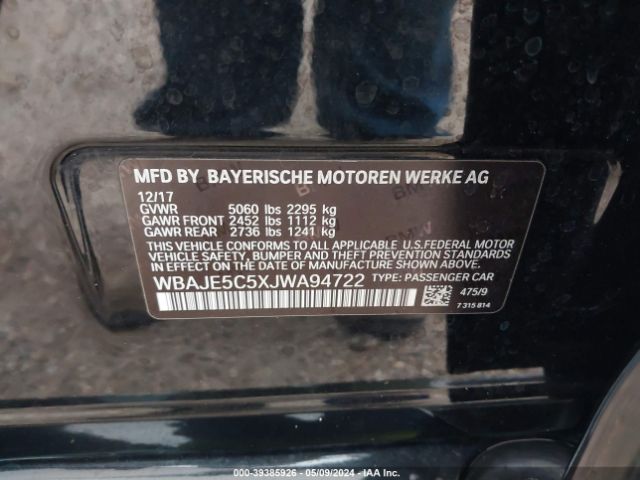 MFD BY BAYERISCHE MOTOREN WERKE AG
12/17
GVWR 5060 lbs 2295 kg
GAWR FRONT 2452 lbs 1112 kg
GAWR REAR 2736 lbs 1241 kg
THIS VEHICLE CONFORMS TO ALL APPLICABLE U.S.FEDERAL MOTOR
VEHICLE SAFETY, BUMPER AND THEFT PREVENTION STANDARDS
IN EFFECT ON THE DATE OF MANUFACTURE SHOWN ABOVE.
WBAJE5C5XJWA94722 TYPE: PASSENGER CAR
475/9
7 315 814
000-39385926 - 05/09/2024 - IAA Inc.